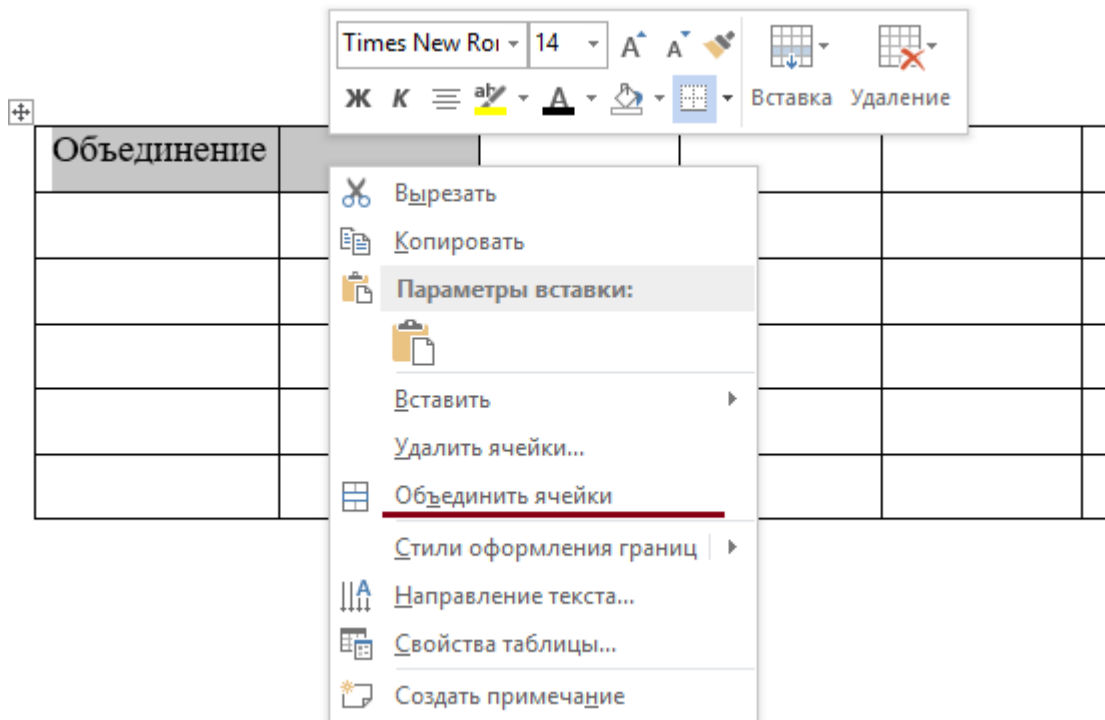 Times New Roı 14 A A
Ж К ab A Вставка Удаление
Объединение
Вырезать
Копировать
Параметры вставки:
Вставить
Удалить ячейки...
Объединить ячейки
Стили оформления границ
Направление текста...
Свойства таблицы...
Создать примечание